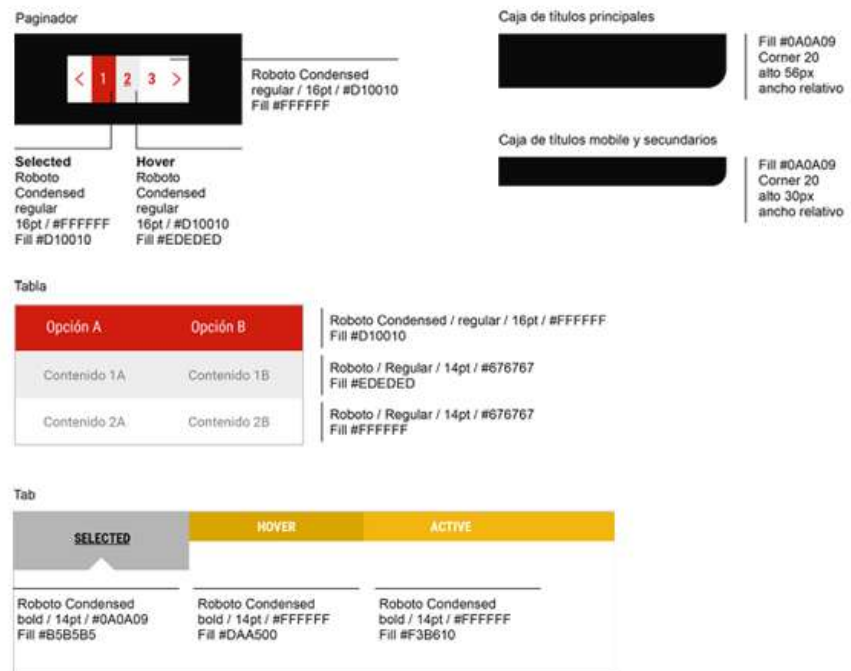 Paginador
< 1 2 3 >
Roboto Condensed
regular / 16pt / #D10010
Fill #FFFFFF
Selected
Roboto
Condensed
regular
16pt / #FFFFFF
Fill #D10010
Hover
Roboto
Condensed
regular
16pt / #D10010
Fill #EDEDED
Caja de títulos principales
Fill #0A0A09
Corner 20
alto 56px
ancho relativo
Caja de títulos mobile y secundarios
Fill #0A0A09
Corner 20
alto 30px
ancho relativo
Tabla
Opción A Opción B
Roboto Condensed / regular / 16pt / #FFFFFF
Fill #D10010
Contenido 1A Contenido 1B
Roboto / Regular / 14pt / #676767
Fill #EDEDED
Contenido 2A Contenido 2B
Roboto / Regular / 14pt / #676767
Fill #FFFFFF
Tab
SELECTED HOVER ACTIVE
Roboto Condensed
bold / 14pt / #0A0A09
Fill #B5B5B5
Roboto Condensed
bold / 14pt / #FFFFFF
Fill #DAA500
Roboto Condensed
bold / 14pt / #FFFFFF
Fill #F3B610